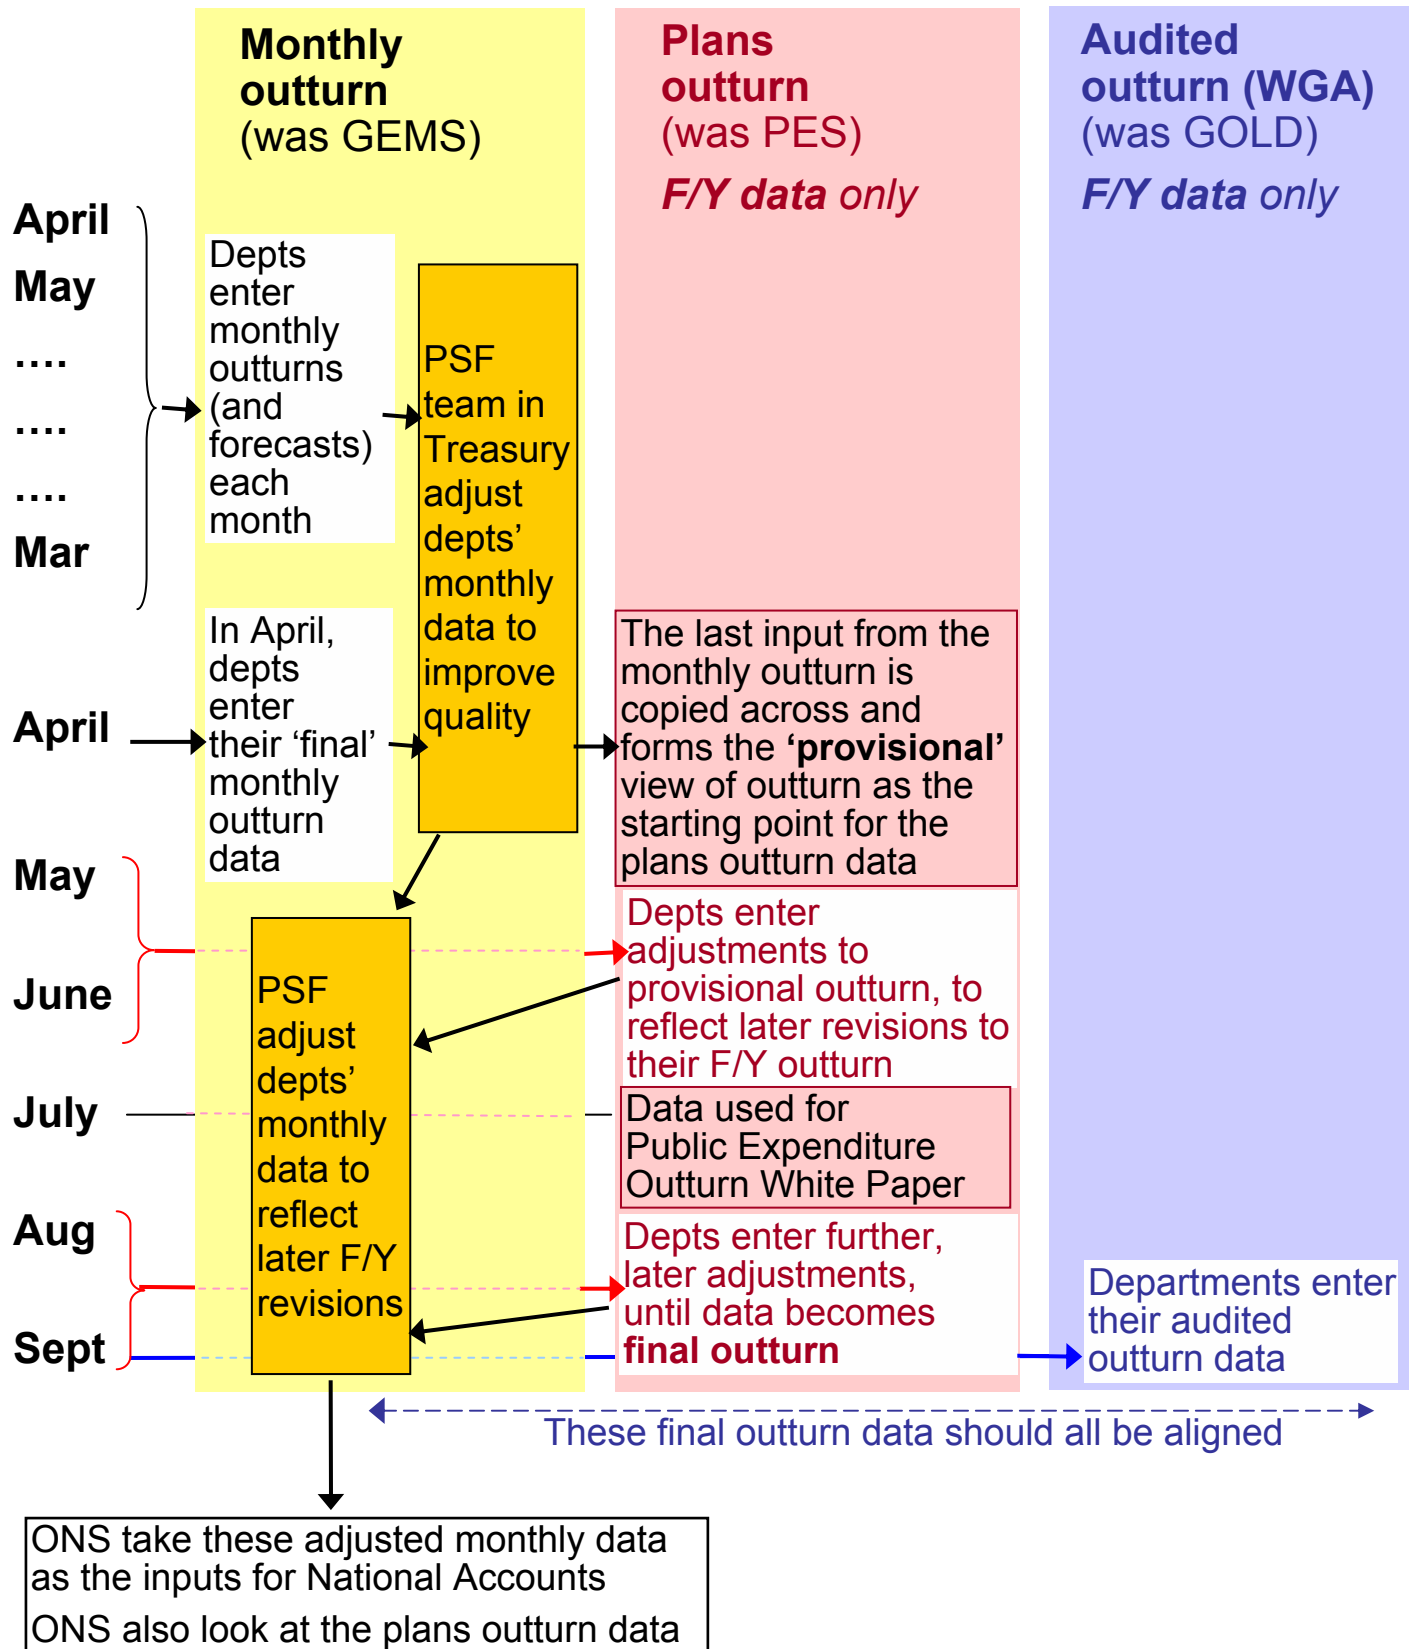 Monthly
outturn
(was GEMS)
Plans
outturn
(was PES)
F/Y data only
Audited
outturn (WGA)
(was GOLD)
F/Y data only
April
May
....
....
....
Mar
Depts
enter
monthly
outturns
(and
forecasts)
each
month
PSF
team in
Treasury
adjust
depts’
monthly
data to
improve
quality
April
In April,
depts
enter
their ‘final’
monthly
outturn
data
The last input from the
monthly outturn is
copied across and
forms the ‘provisional’
view of outturn as the
starting point for the
plans outturn data
May
June
Depts enter
adjustments to
provisional outturn, to
reflect later revisions to
their F/Y outturn
PSF
adjust
depts’
monthly
data to
reflect
later F/Y
revisions
July
Data used for
Public Expenditure
Outturn White Paper
Aug
Sept
Depts enter further,
later adjustments,
until data becomes
final outturn
Departments enter
their audited
outturn data
These final outturn data should all be aligned
ONS take these adjusted monthly data
as the inputs for National Accounts
ONS also look at the plans outturn data